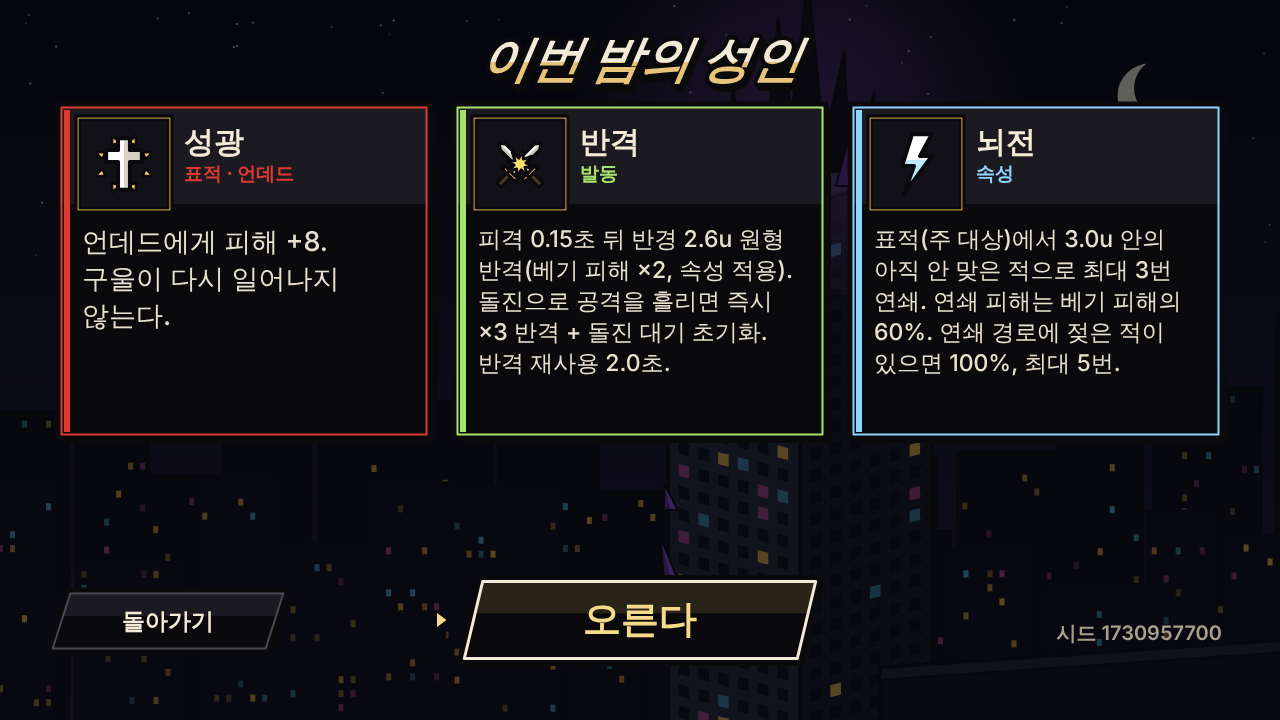 이번 밤의 성인
성광
표적 · 언데드
언데드에게 피해 +8.
구울이 다시 일어나지
않는다.
반격
발동
피격 0.15초 뒤 반경 2.6u 원형
반격(베기 피해 ×2, 속성 적용).
돌진으로 공격을 흘리면 즉시
×3 반격 + 돌진 대기 초기화.
반격 재사용 2.0초.
뇌전
속성
표적(주 대상)에서 3.0u 안의
아직 안 맞은 적으로 최대 3번
연쇄. 연쇄 피해는 베기 피해의
60%. 연쇄 경로에 젖은 적이
있으면 100%, 최대 5번.
돌아가기
오른다
시드 1730957700